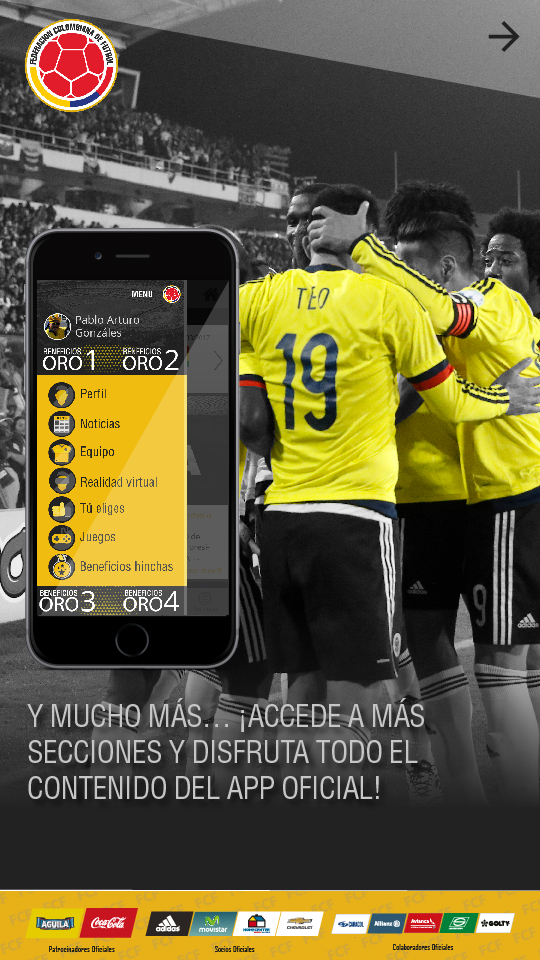 FEDERACIÓN COLOMBIANA DE FÚTBOL
TEO
19
9
MENU
Pablo Arturo
Gonzáles
BENEFICIOS ORO 1 BENEFICIOS ORO 2
Perfil
Noticias
Equipo
Realidad virtual
Tú eliges
Juegos
Beneficios hinchas
BENEFICIOS ORO 3 BENEFICIOS ORO 4
Y MUCHO MÁS... ¡ACCEDE A MÁS
SECCIONES Y DISFRUTA TODO EL
CONTENIDO DEL APP OFICIAL!
AGUILA Coca-Cola adidas movistar HOMECENTER CHEVROLET CARACOL Allianz Avianca GOLTY
Patrocinadores Oficiales Socios Oficiales Colaboradores Oficiales